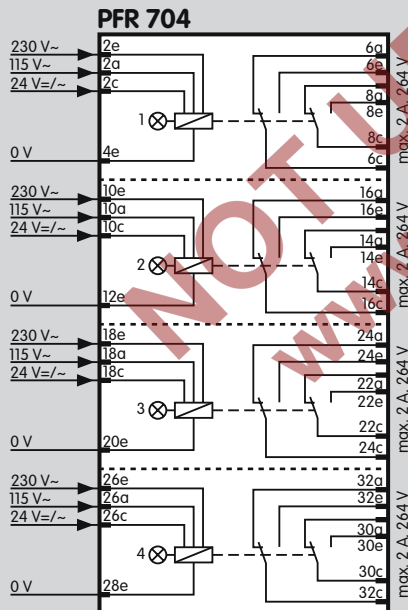 PFR 704
230 V~ 2e 6a
115 V~ 2a 6e
24 V=/~ 2c 8a
8e
1
8c
0 V 4e 6c
max. 2 A, 264 V
230 V~ 10e 16a
115 V~ 10a 16e
24 V=/~ 10c 14a
14e
2
14c
0 V 12e 16c
max. 2 A, 264 V
230 V~ 18e 24a
115 V~ 18a 24e
24 V=/~ 18c 22a
22e
3
22c
0 V 20e 24c
max. 2 A, 264 V
230 V~ 26e 32a
115 V~ 26a 32e
24 V=/~ 26c 30a
30e
4
30c
0 V 28e 32c
max. 2 A, 264 V
NOT
www